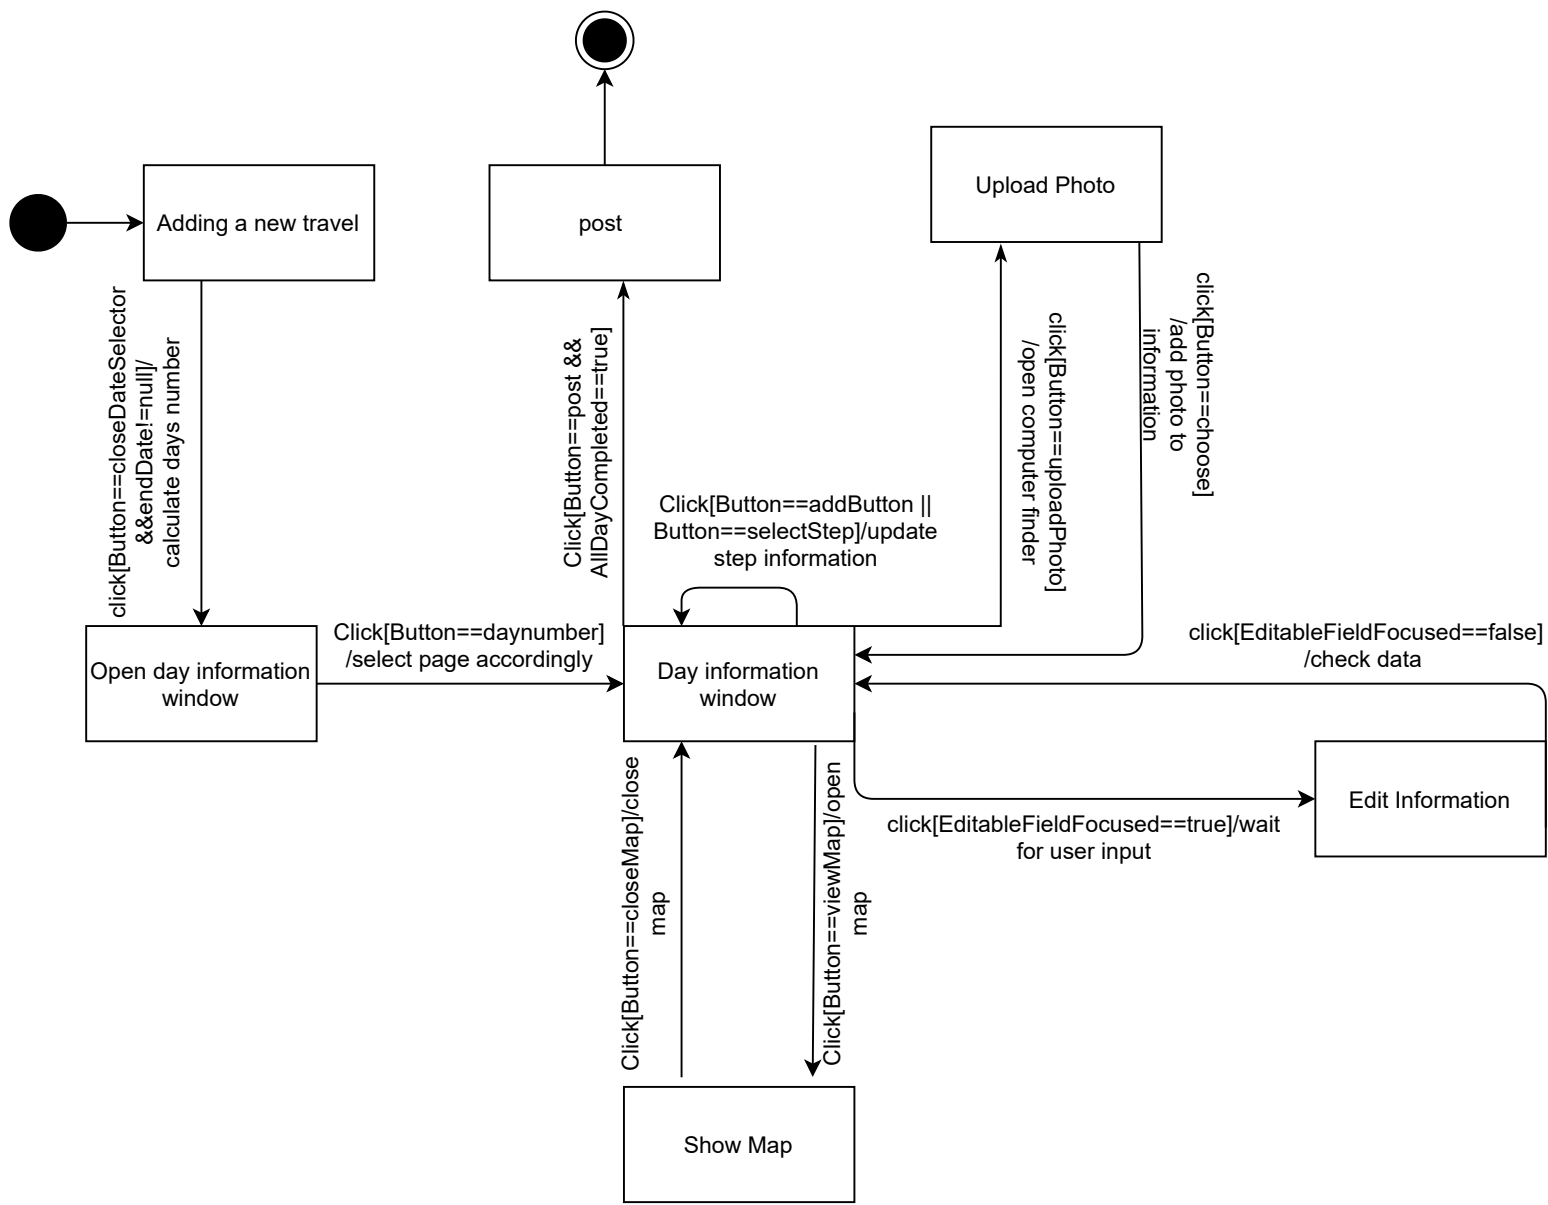 Upload Photo
Adding a new travel
post
click[Button==closeDateSelector
&&endDate!=null]/
calculate days number
Click[Button==post &&
AllDayCompleted==true]
click[Button==uploadPhoto]
/open computer finder
click[Button==choose]
/add photo to
information
Click[Button==addButton ||
Button==selectStep]/update
step information
Open day information
window
Click[Button==daynumber]
/select page accordingly
Day information
window
click[EditableFieldFocused==false]
/check data
Edit Information
click[EditableFieldFocused==true]/wait
for user input
Click[Button==closeMap]/close
map
Click[Button==viewMap]/open
map
Show Map